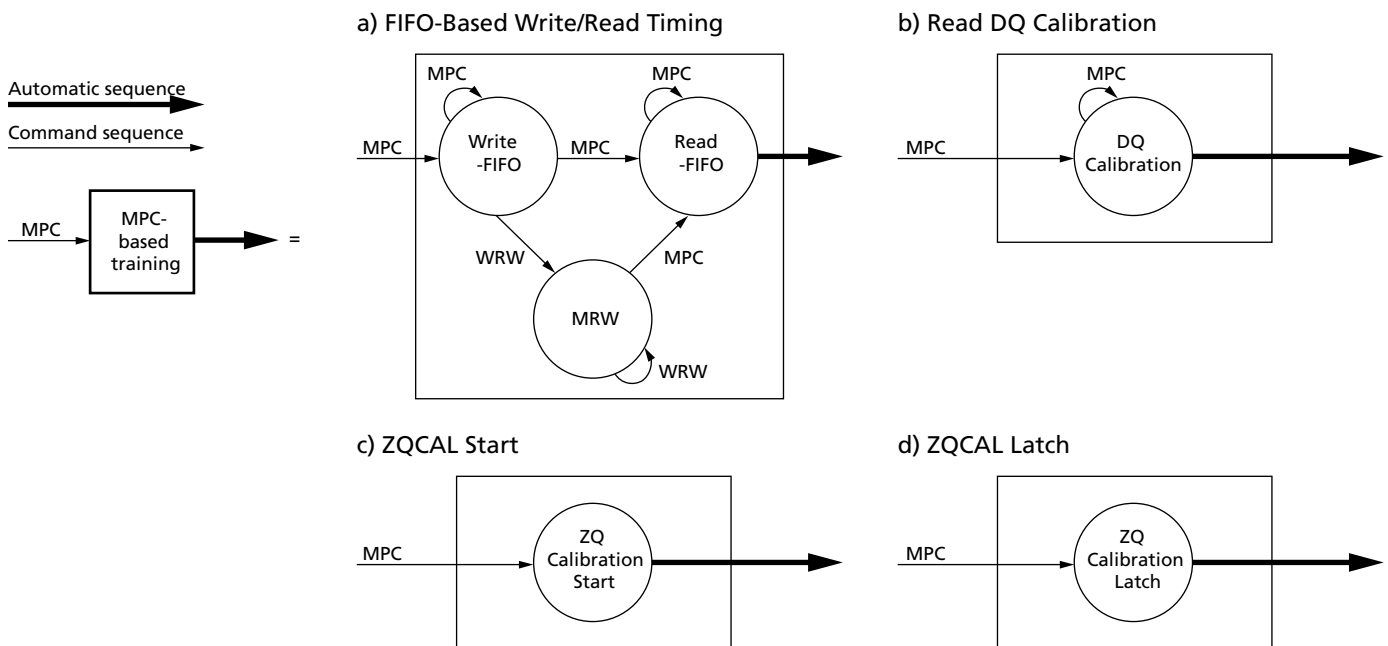 Automatic sequence
Command sequence
MPC
MPC-
based
training
=
a) FIFO-Based Write/Read Timing
MPC
MPC
MPC
Write
-FIFO
MPC
Read
-FIFO
WRW
MPC
MRW
WRW
b) Read DQ Calibration
MPC
MPC
DQ
Calibration
c) ZQCAL Start
MPC
ZQ
Calibration
Start
d) ZQCAL Latch
MPC
ZQ
Calibration
Latch